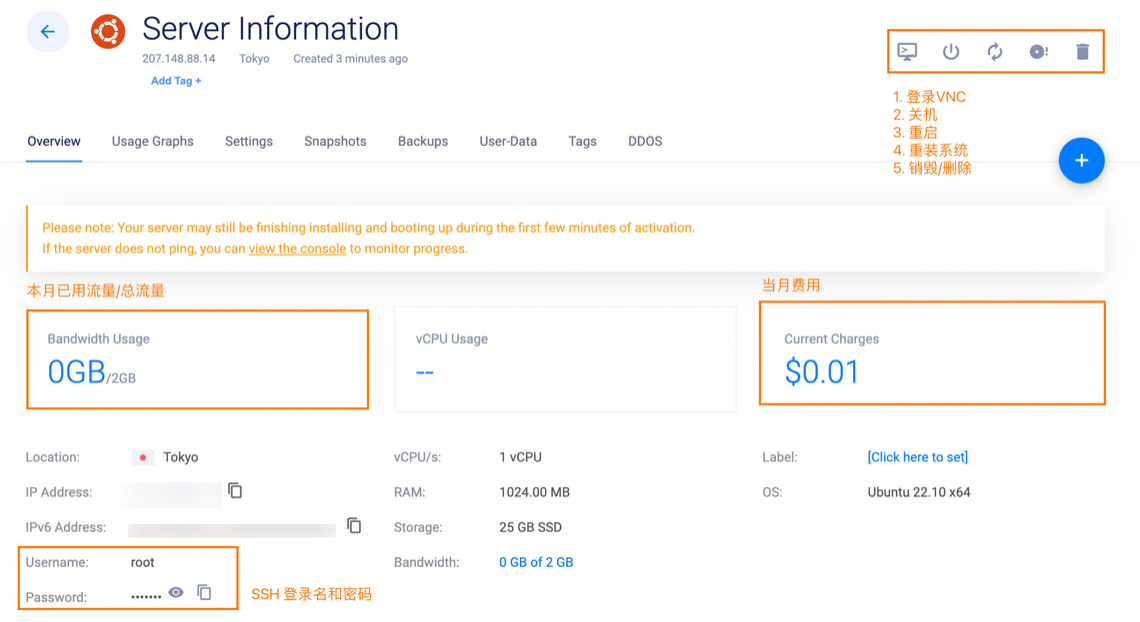 Server Information
207.148.88.14 Tokyo Created 3 minutes ago
Add Tag +
1. 登录VNC
2. 关机
3. 重启
4. 重装系统
5. 销毁/删除
Overview Usage Graphs Settings Snapshots Backups User-Data Tags DDOS
Please note: Your server may still be finishing installing and booting up during the first few minutes of activation.
If the server does not ping, you can view the console to monitor progress.
本月已用流量/总流量
当月费用
Bandwidth Usage vCPU Usage Current Charges
0GB/2GB -- $0.01
Location: Tokyo vCPU/s: 1 vCPU Label: [Click here to set]
IP Address: RAM: 1024.00 MB OS: Ubuntu 22.10 x64
IPv6 Address: Storage: 25 GB SSD
Username: root Bandwidth: 0 GB of 2 GB
Password: ....... SSH 登录名和密码